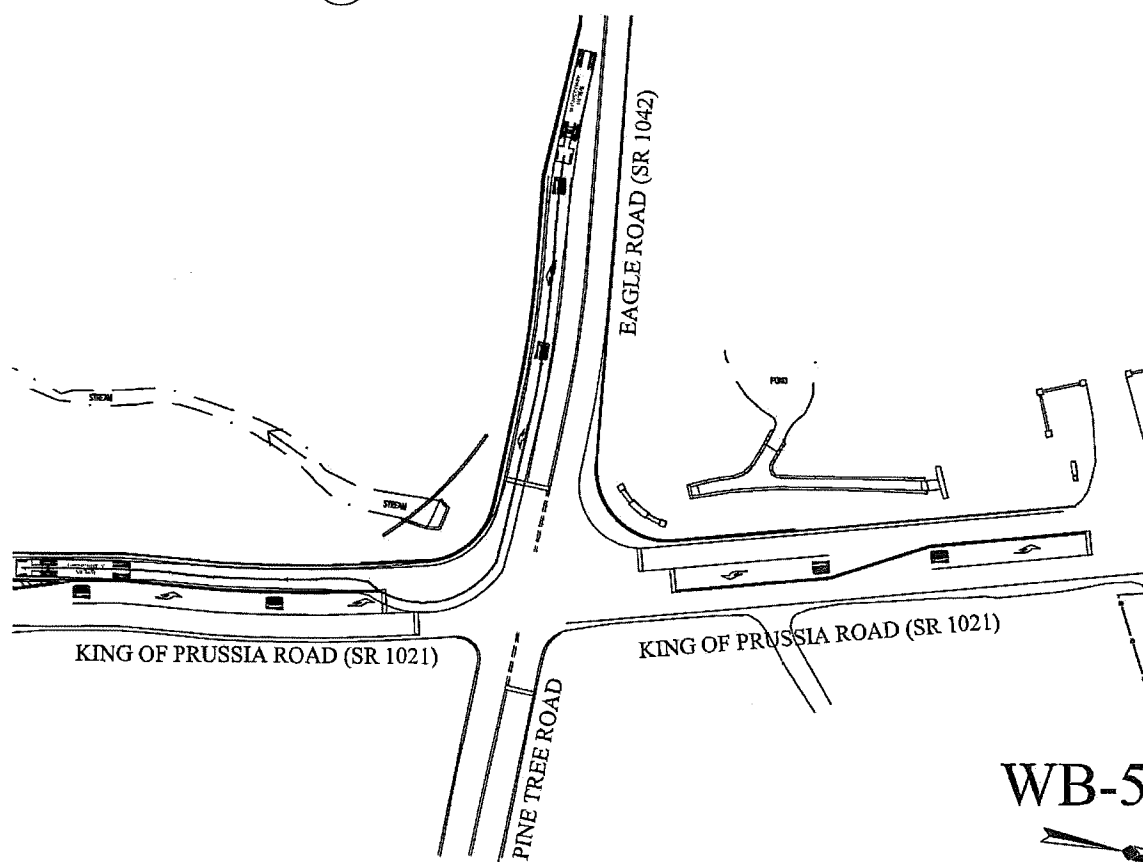 EAGLE ROAD (SR 1042)
POND
STREAM
STREAM
KING OF PRUSSIA ROAD (SR 1021)
KING OF PRUSSIA ROAD (SR 1021)
PINE TREE ROAD
WB-5